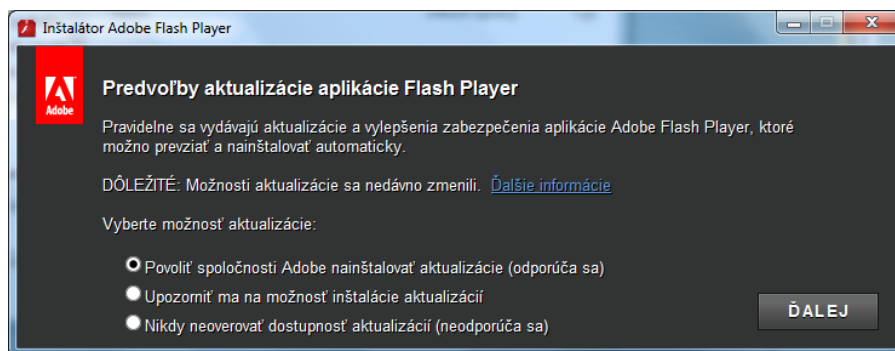 Inštalátor Adobe Flash Player
Adobe
Predvoľby aktualizácie aplikácie Flash Player
Pravidelne sa vydávajú aktualizácie a vylepšenia zabezpečenia aplikácie Adobe Flash Player, ktoré
možno prevziať a nainštalovať automaticky.
DÔLEŽITÉ: Možnosti aktualizácie sa nedávno zmenili. Ďalšie informácie
Vyberte možnosť aktualizácie:
Povoliť spoločnosti Adobe nainštalovať aktualizácie (odporúča sa)
Upozorniť ma na možnosť inštalácie aktualizácií
Nikdy neoverovať dostupnosť aktualizácií (neodporúča sa)
ĎALEJ